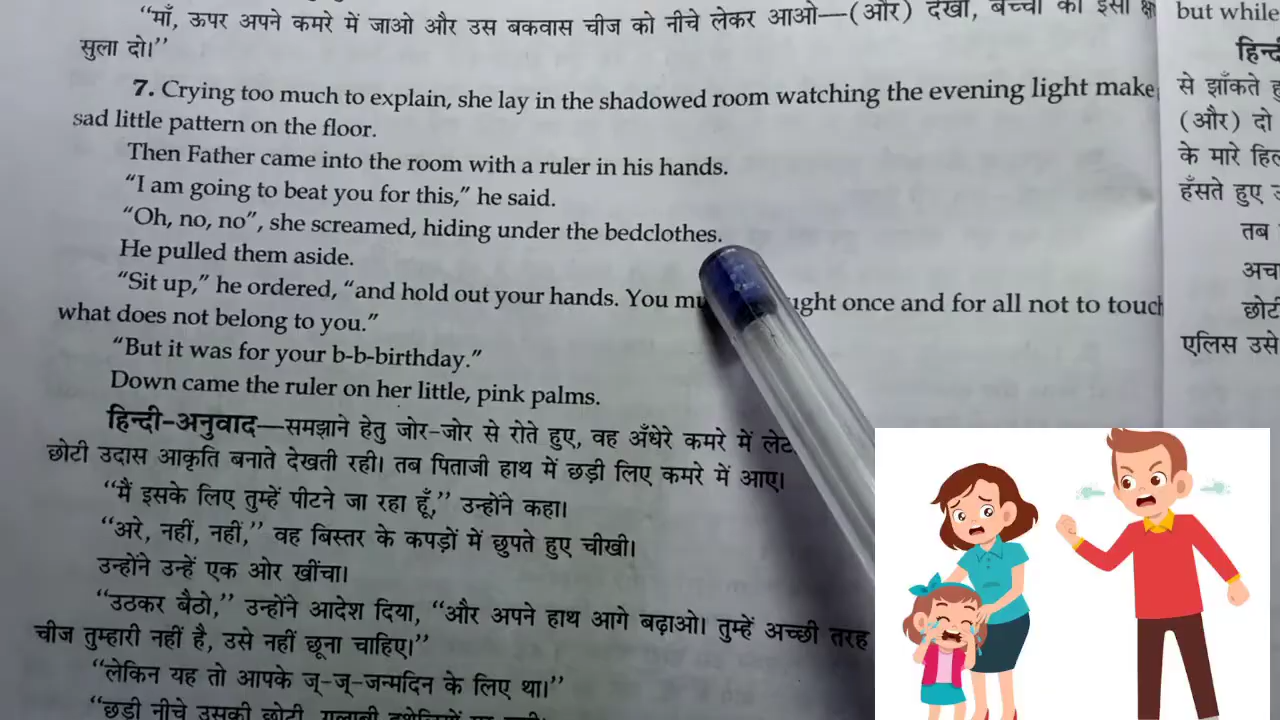 “माँ, ऊपर अपने कमरे में जाओ और उस बकवास चीज को नीचे लेकर आओ—(और) देखो, बच्चों को इसी
सुला दो।”
7. Crying too much to explain, she lay in the shadowed room watching the evening light make
sad little pattern on the floor.
Then Father came into the room with a ruler in his hands.
“I am going to beat you for this,” he said.
“Oh, no, no”, she screamed, hiding under the bedclothes.
He pulled them aside.
“Sit up,” he ordered, “and hold out your hands. You mu ght once and for all not to touch
what does not belong to you.”
“But it was for your b-b-birthday.”
Down came the ruler on her little, pink palms.
हिन्दी-अनुवाद—समझाने हेतु जोर-जोर से रोते हुए, वह अँधेरे कमरे में लेट
छोटी उदास आकृति बनाते देखती रही। तब पिताजी हाथ में छड़ी लिए कमरे में आए।
“मैं इसके लिए तुम्हें पीटने जा रहा हूँ,” उन्होंने कहा।
“अरे, नहीं, नहीं,” वह बिस्तर के कपड़ों में छुपते हुए चीखी।
उन्होंने उन्हें एक ओर खींचा।
“उठकर बैठो,” उन्होंने आदेश दिया, “और अपने हाथ आगे बढ़ाओ। तुम्हें अच्छी तरह
चीज तुम्हारी नहीं है, उसे नहीं छूना चाहिए।”
“लेकिन यह तो आपके ज्-ज्-जन्मदिन के लिए था।”
“छड़ी नीचे उसकी छोटी, गुलाबी हथेलियों
but while
हिन्दी
से झाँकते
(और) दो
के मारे
हँसते हुए
तब
अचा
छोटी
एलिस उसे